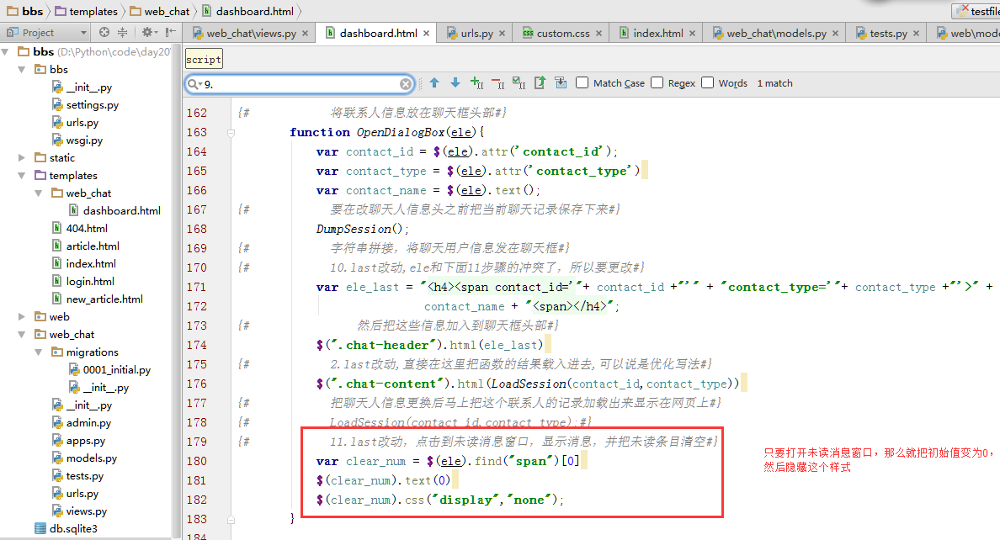 bbs templates web_chat dashboard.html testfile
Project web_chat\views.py dashboard.html urls.py custom.css index.html web_chat\models.py tests.py web\mode
bbs (D:\Python\code\day20
bbs
__init__.py
settings.py
urls.py
wsgi.py
static
templates
web_chat
dashboard.html
404.html
article.html
index.html
login.html
new_article.html
web
web_chat
migrations
0001_initial.py
__init__.py
__init__.py
admin.py
apps.py
models.py
tests.py
urls.py
views.py
db.sqlite3
script
9. Match Case Regex Words 1 match
162 {# 将联系人信息放在聊天框头部#}
163 function OpenDialogBox(ele){
164 var contact_id = $(ele).attr('contact_id');
165 var contact_type = $(ele).attr('contact_type')
166 var contact_name = $(ele).text();
167 {# 要在改聊天人信息头之前把当前聊天记录保存下来#}
168 DumpSession();
169 {# 字符串拼接，将聊天用户信息发在聊天框#}
170 {# 10.last改动,ele和下面11步骤的冲突了，所以要更改#}
171 var ele_last = "<h4><span contact_id='"+ contact_id +"'" + "contact_type='"+ contact_type +"'>" +
172 contact_name + "<span></h4>";
173 {# 然后把这些信息加入到聊天框头部#}
174 $(".chat-header").html(ele_last)
175 {# 2.last改动,直接在这里把函数的结果载入进去,可以说是优化写法#}
176 $(".chat-content").html(LoadSession(contact_id,contact_type))
177 {# 把聊天人信息更换后马上把这个联系人的记录加载出来显示在网页上#}
178 {# LoadSession(contact_id,contact_type);#}
179 {# 11.last改动，点击到未读消息窗口，显示消息，并把未读条目清空#}
180 var clear_num = $(ele).find("span")[0]
181 $(clear_num).text(0)
182 $(clear_num).css("display","none");
183 }
184
只要打开未读消息窗口，那么就把初始值变为0，
然后隐藏这个样式